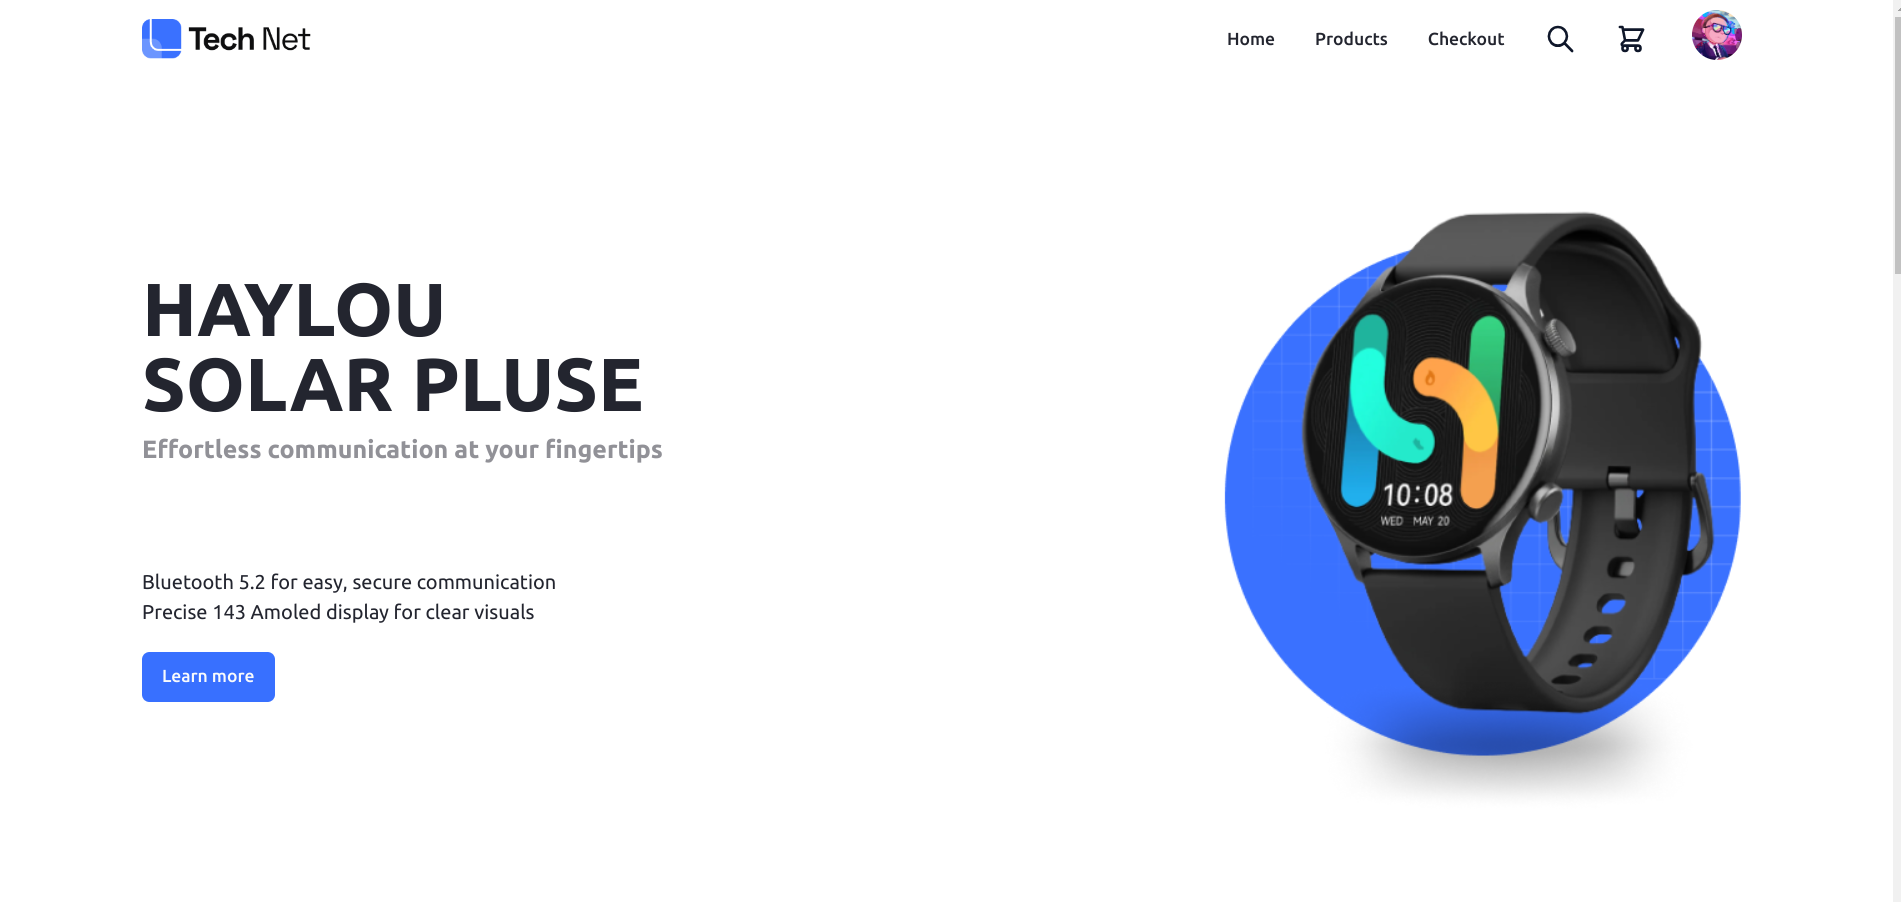 Tech Net
Home
Products
Checkout
HAYLOU
SOLAR PLUSE
Effortless communication at your fingertips
Bluetooth 5.2 for easy, secure communication
Precise 143 Amoled display for clear visuals
Learn more
10:08
WED MAY 20